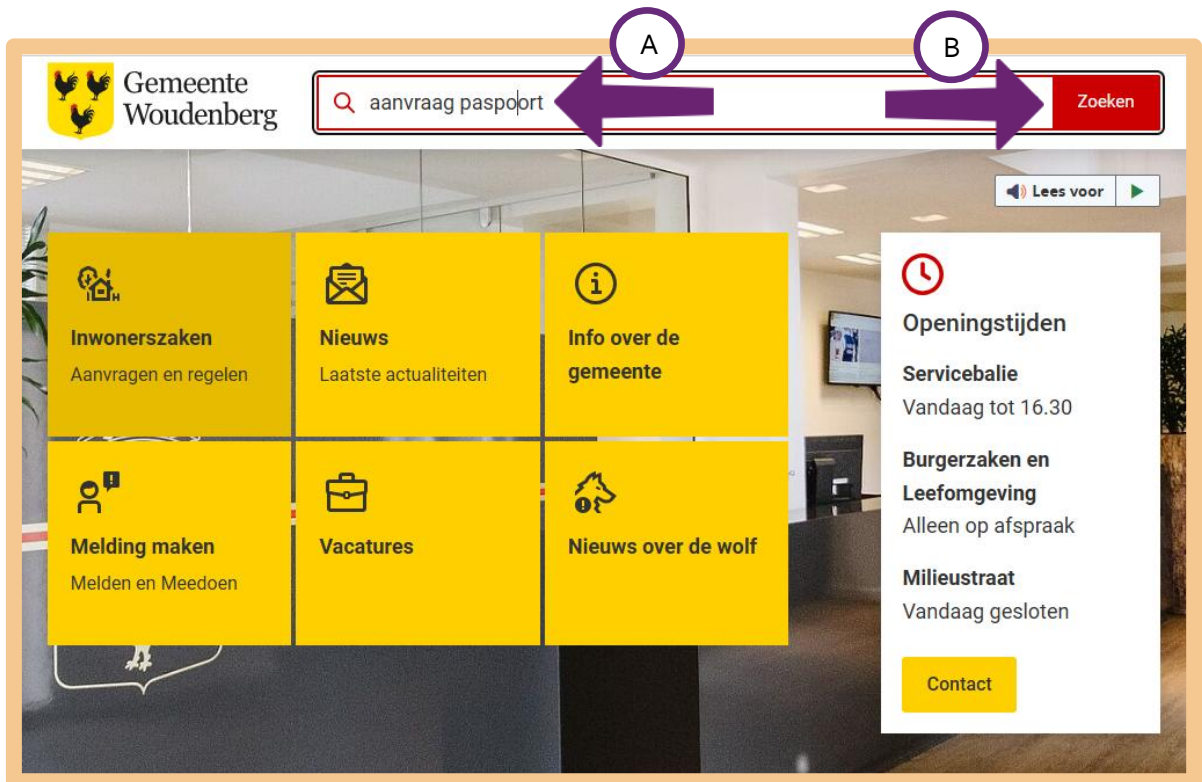 A
B
Gemeente
Woudenberg
aanvraag paspoort
Zoeken
Lees voor
Inwonerszaken
Aanvragen en regelen
Nieuws
Laatste actualiteiten
Info over de
gemeente
Melding maken
Melden en Meedoen
Vacatures
Nieuws over de wolf
Openingstijden
Servicebalie
Vandaag tot 16.30
Burgerzaken en
Leefomgeving
Alleen op afspraak
Milieustraat
Vandaag gesloten
Contact